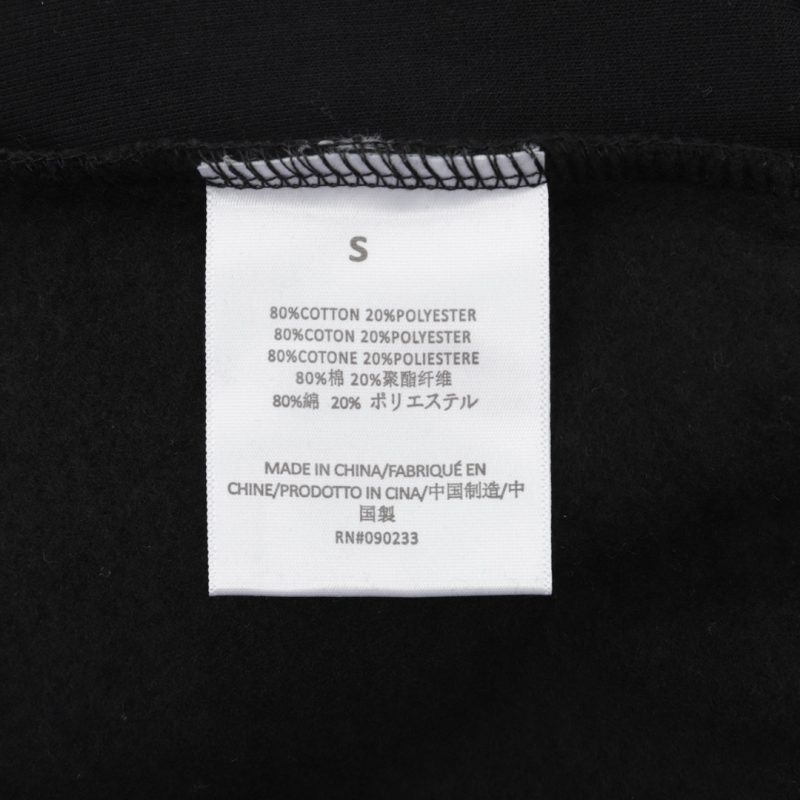 S
80%COTTON 20%POLYESTER
80%COTON 20%POLYESTER
80%COTONE 20%POLIESTERE
80%棉 20%聚酯纤维
80%綿 20% ポリエステル
MADE IN CHINA/FABRIQUÉ EN
CHINE/PRODOTTO IN CINA/中国制造/中
国製
RN#090233